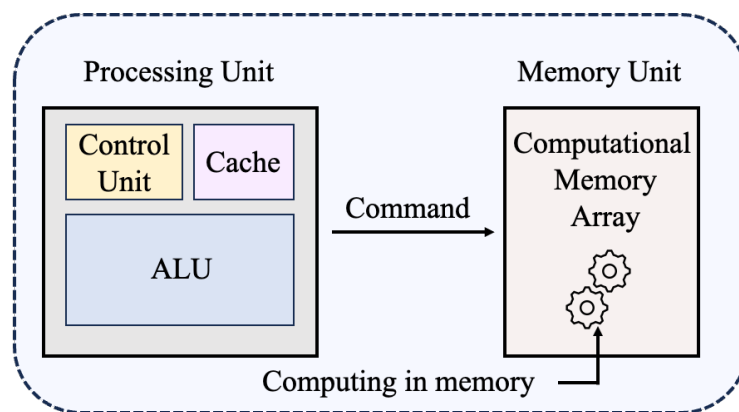 Processing Unit
Memory Unit
Control
Unit
Cache
ALU
Command
Computational
Memory
Array
Computing in memory